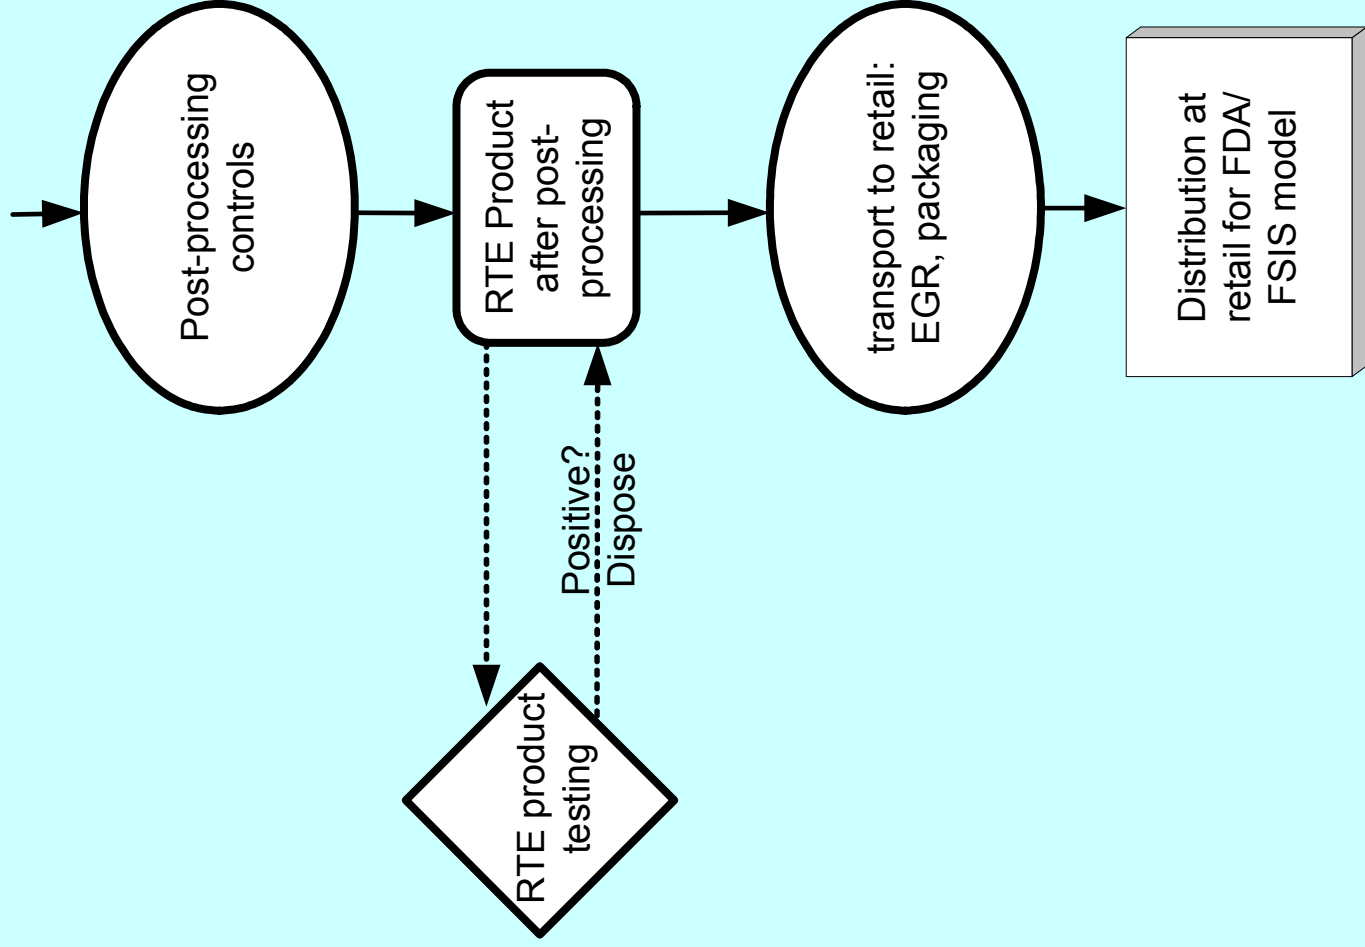 Post-processing
controls
RTE Product
after post-
processing
Positive?
Dispose
RTE product
testing
transport to retail:
EGR, packaging
Distribution at
retail for FDA/
FSIS model